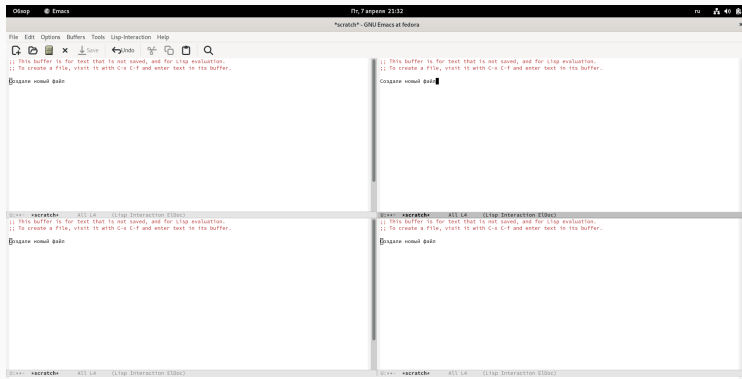 Обзор Emacs Пт, 7 апреля 21:32 ru
*scratch* - GNU Emacs at fedora
File Edit Options Buffers Tools Lisp-Interaction Help
Save Undo
;; This buffer is for text that is not saved, and for Lisp evaluation.
;; To create a file, visit it with C-x C-f and enter text in its buffer.
Создали новый файл
U:**- *scratch* All L4 (Lisp Interaction ElDoc)
;; This buffer is for text that is not saved, and for Lisp evaluation.
;; To create a file, visit it with C-x C-f and enter text in its buffer.
Создали новый файл
U:**- *scratch* All L4 (Lisp Interaction ElDoc)
;; This buffer is for text that is not saved, and for Lisp evaluation.
;; To create a file, visit it with C-x C-f and enter text in its buffer.
Создали новый файл
U:**- *scratch* All L4 (Lisp Interaction ElDoc)
;; This buffer is for text that is not saved, and for Lisp evaluation.
;; To create a file, visit it with C-x C-f and enter text in its buffer.
Создали новый файл
U:**- *scratch* All L4 (Lisp Interaction ElDoc)